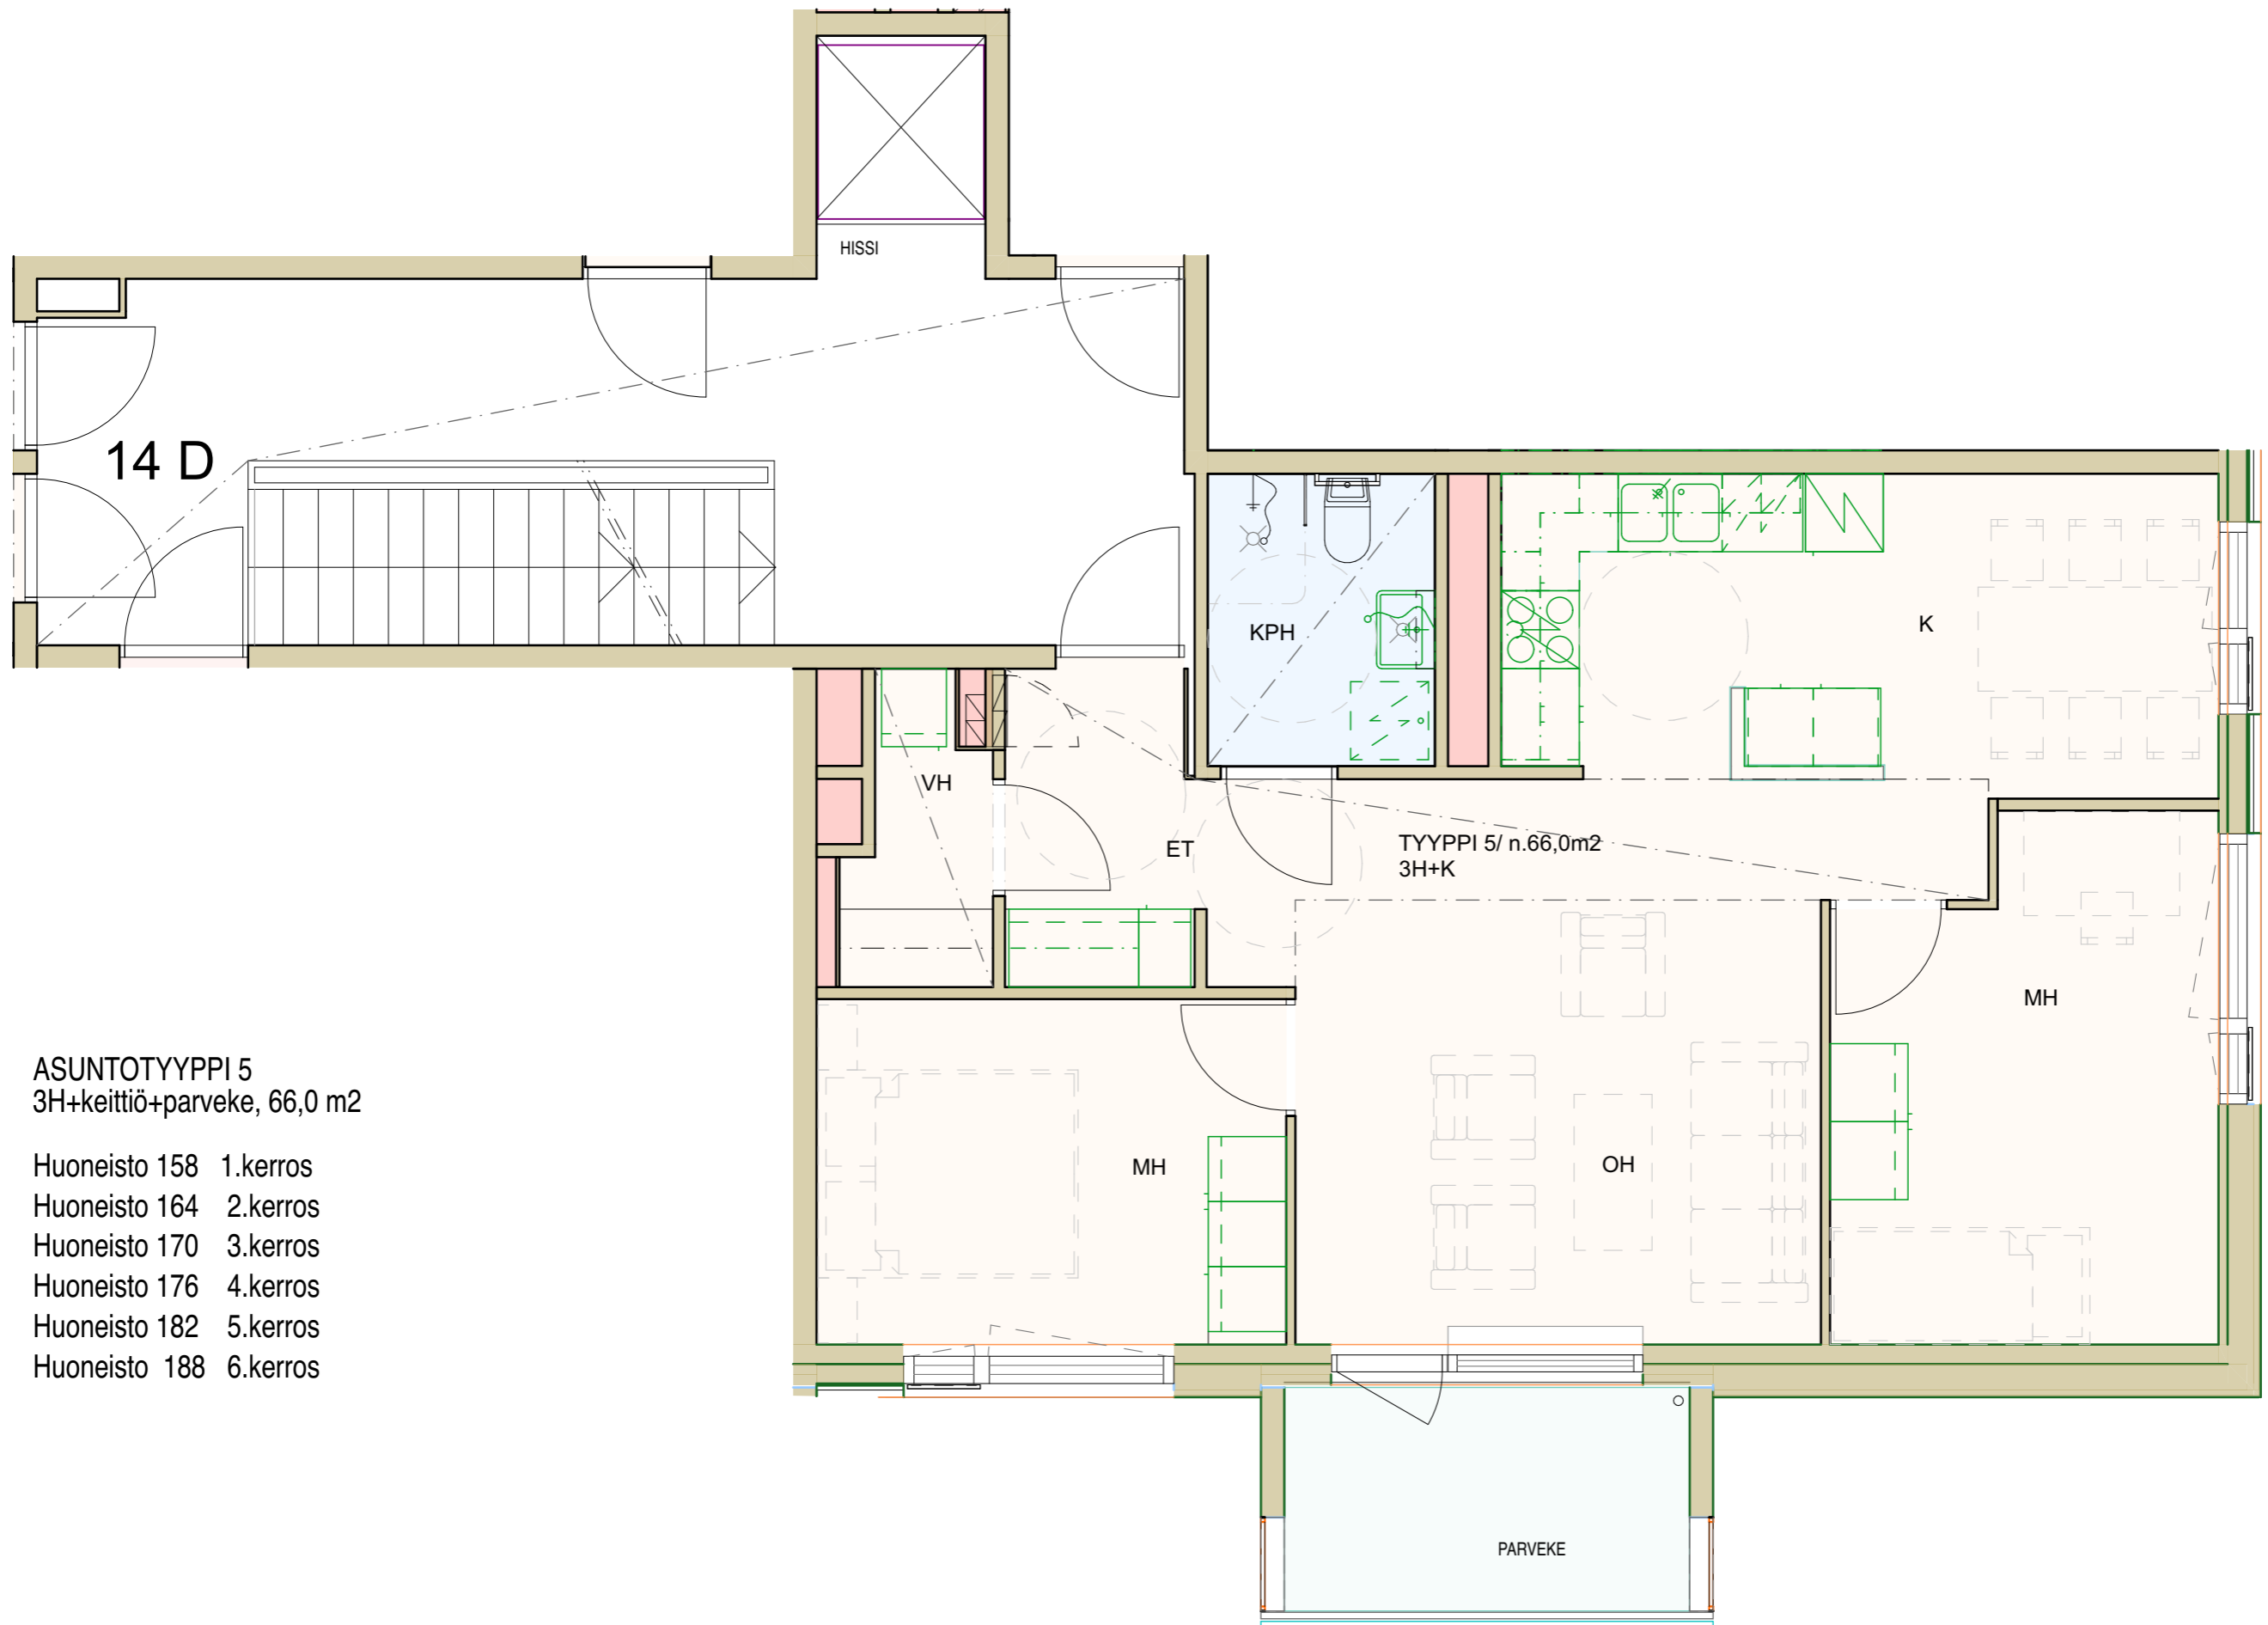 HISSI
14 D
KPH
K
VH
ET
TYYPPI 5/ n.66,0m2
3H+K
MH
MH
OH
ASUNTOTYYPPI 5
3H+keittiö+parveke, 66,0 m2
Huoneisto 158 1.kerros
Huoneisto 164 2.kerros
Huoneisto 170 3.kerros
Huoneisto 176 4.kerros
Huoneisto 182 5.kerros
Huoneisto 188 6.kerros
PARVEKE